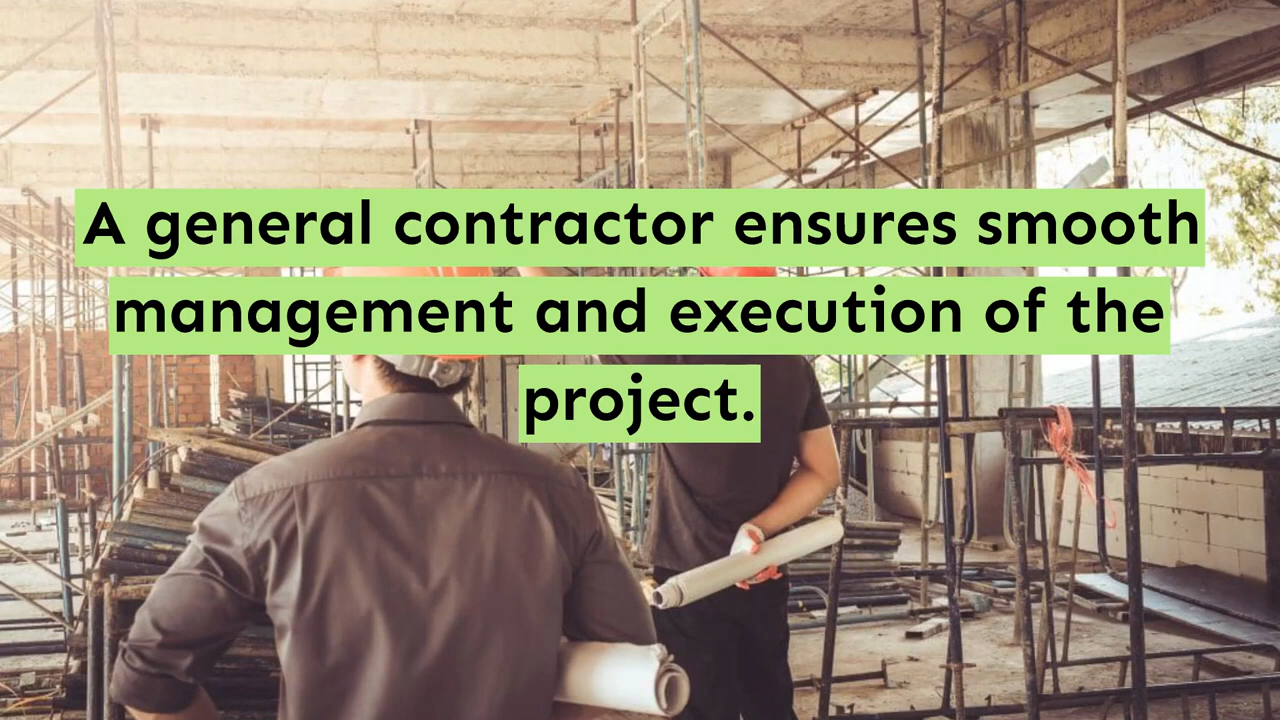 A general contractor ensures smooth
management and execution of the
project.